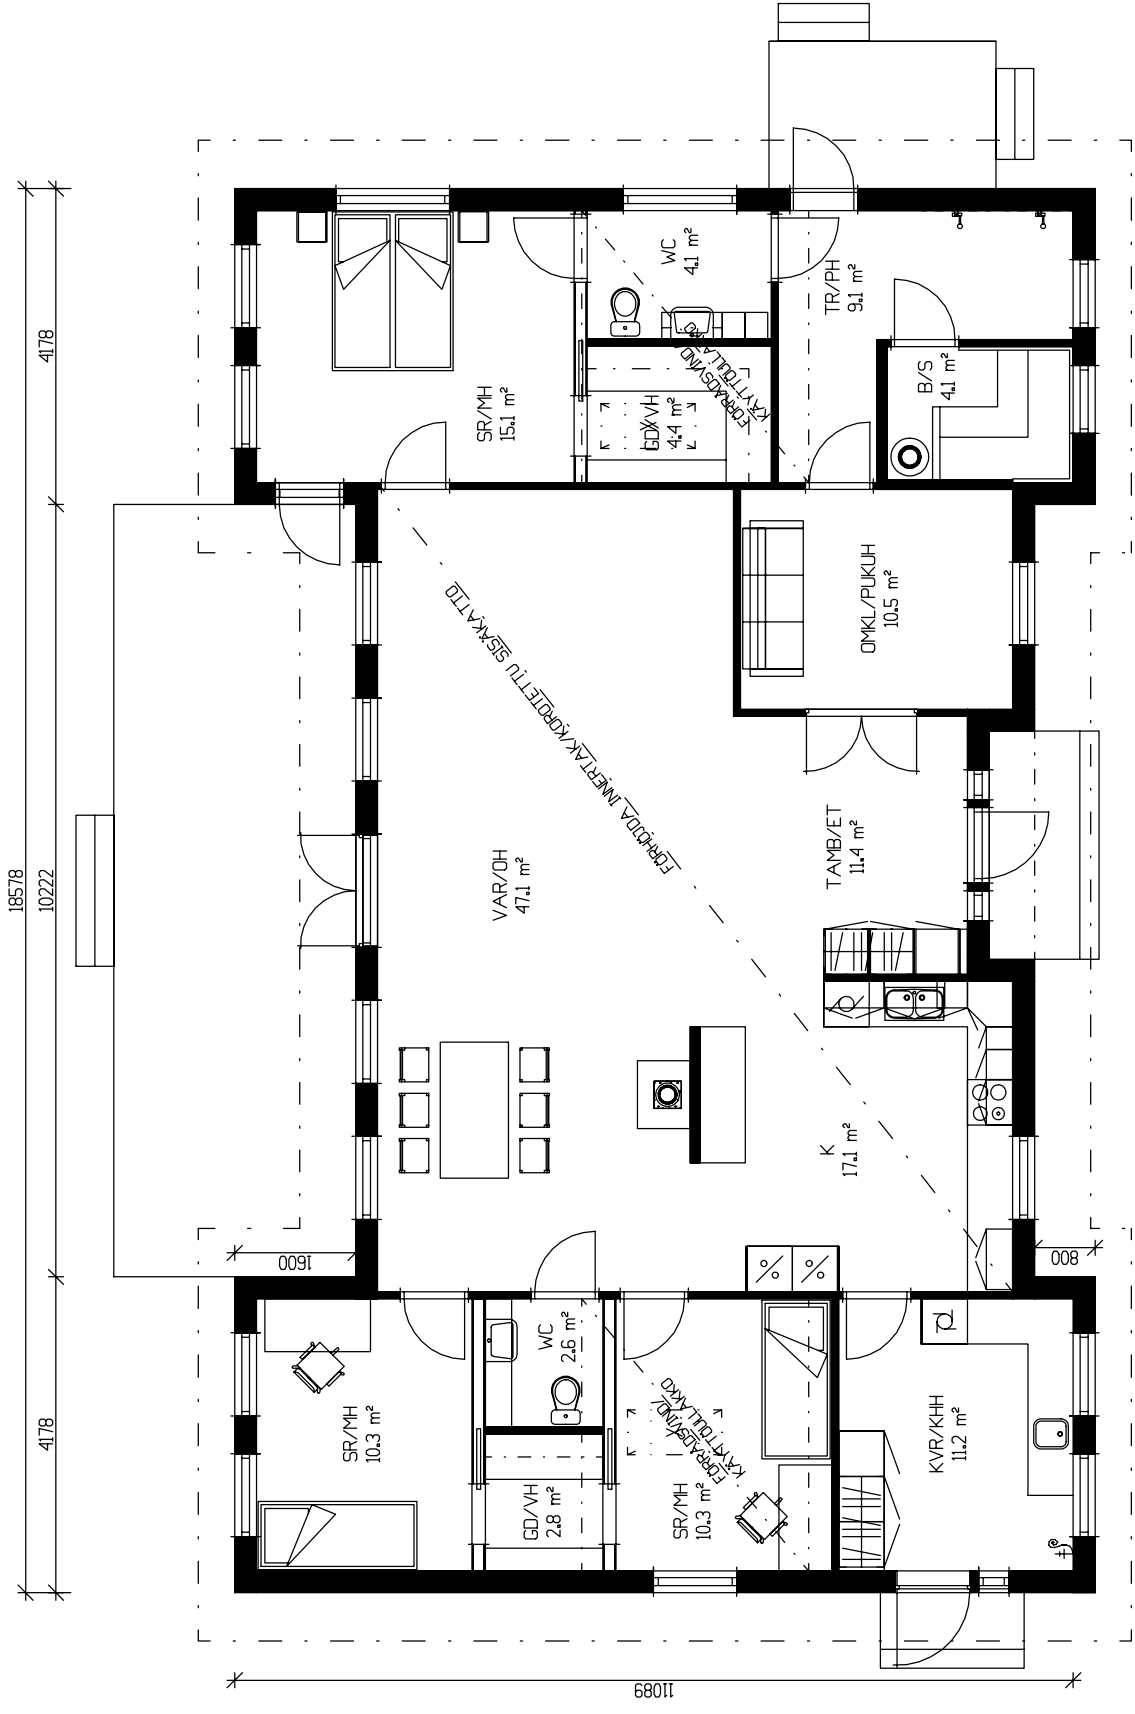 WC
4.1 m²
TR/PH
9.1 m²
4178
B/S
4.1 m²
SR/MH
15.1 m²
GD/VH
4.4 m²
FÖRRÅDSVIND/
KÄYTTÖULLAKKO
OMKL/PUKUH
10.5 m²
FÖRHÖJDA INNERTAK/KOROTETTU SISÄKATTO
VAR/OH
47.1 m²
TAMB/ET
11.4 m²
18578
10222
K
17.1 m²
1600
800
WC
2.6 m²
SR/MH
10.3 m²
FÖRRÅDSVIND/
KÄYTTÖULLAKKO
KVR/KHH
11.2 m²
4178
GD/VH
2.8 m²
SR/MH
10.3 m²
11089